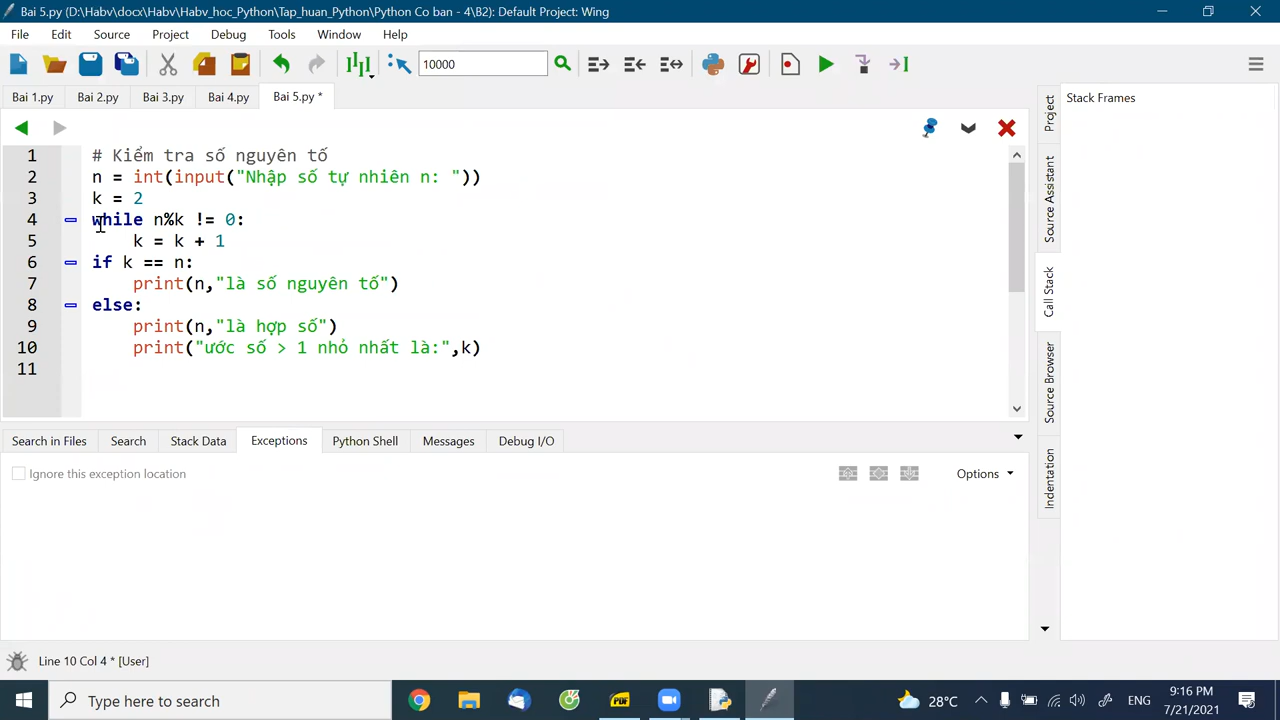 Bai 5.py (D:\Habv\docx\Habv\Habv_hoc_Python\Tap_huan_Python\Python Co ban - 4\B2): Default Project: Wing
File Edit Source Project Debug Tools Window Help
10000
Bai 1.py Bai 2.py Bai 3.py Bai 4.py Bai 5.py *
Stack Frames
1 # Kiểm tra số nguyên tố
2 n = int(input("Nhập số tự nhiên n: "))
3 k = 2
4 while n%k != 0:
5 k = k + 1
6 if k == n:
7 print(n,"là số nguyên tố")
8 else:
9 print(n,"là hợp số")
10 print("ước số > 1 nhỏ nhất là:",k)
11
Project
Source Assistant
Call Stack
Source Browser
Indentation
Search in Files Search Stack Data Exceptions Python Shell Messages Debug I/O
Ignore this exception location Options
Line 10 Col 4 * [User]
Type here to search
28°C ENG
9:16 PM
7/21/2021